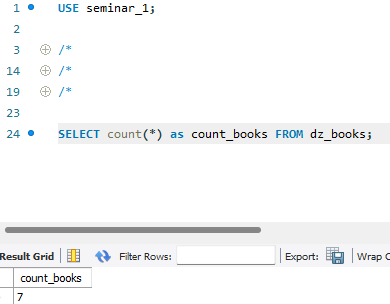 1 USE seminar_1;
3 /*
14 /*
19 /*
23
24 SELECT count(*) as count_books FROM dz_books;
Result Grid Filter Rows: Export: Wrap C
count_books
7